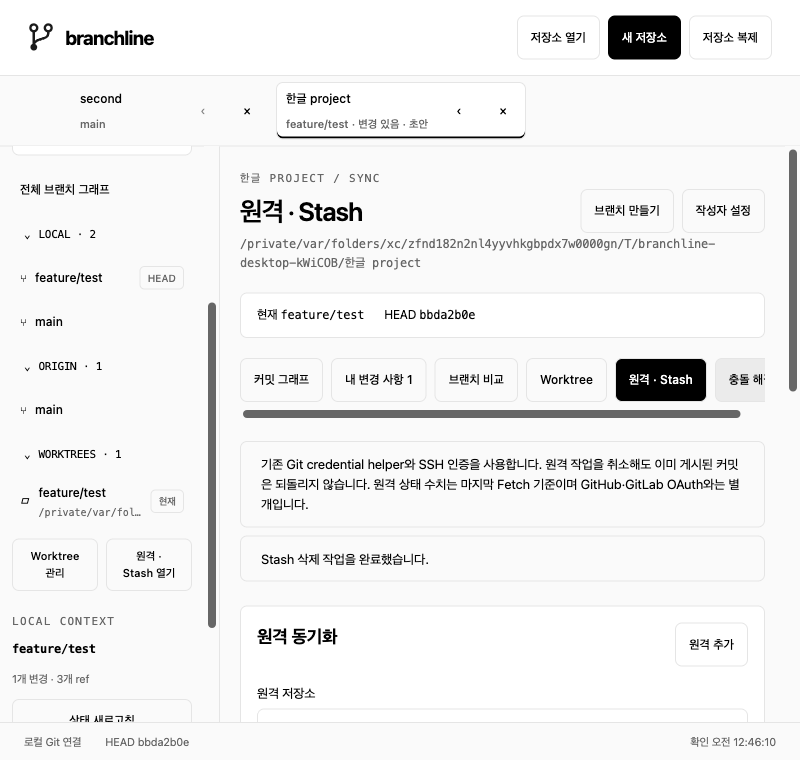 branchline
저장소 열기
새 저장소
저장소 복제
second
main
한글 project
feature/test · 변경 있음 · 초안
전체 브랜치 그래프
LOCAL · 2
feature/test
HEAD
main
ORIGIN · 1
main
WORKTREES · 1
feature/test
/private/var/fol…
현재
Worktree
관리
원격 ·
Stash 열기
LOCAL CONTEXT
feature/test
1개 변경 · 3개 ref
상태 새로고침
한글 PROJECT / SYNC
원격 · Stash
브랜치 만들기
작성자 설정
/private/var/folders/xc/zfnd182n2nl4yyvhkgbpdx7w0000gn/T/branchline-
desktop-kWiCOB/한글 project
현재 feature/test HEAD bbda2b0e
커밋 그래프
내 변경 사항 1
브랜치 비교
Worktree
원격 · Stash
충돌
기존 Git credential helper와 SSH 인증을 사용합니다. 원격 작업을 취소해도 이미 게시된 커밋
은 되돌리지 않습니다. 원격 상태 수치는 마지막 Fetch 기준이며 GitHub·GitLab OAuth와는 별
개입니다.
Stash 삭제 작업을 완료했습니다.
원격 동기화
원격 추가
원격 저장소
로컬 Git 연결
HEAD bbda2b0e
확인 오전 12:46:10